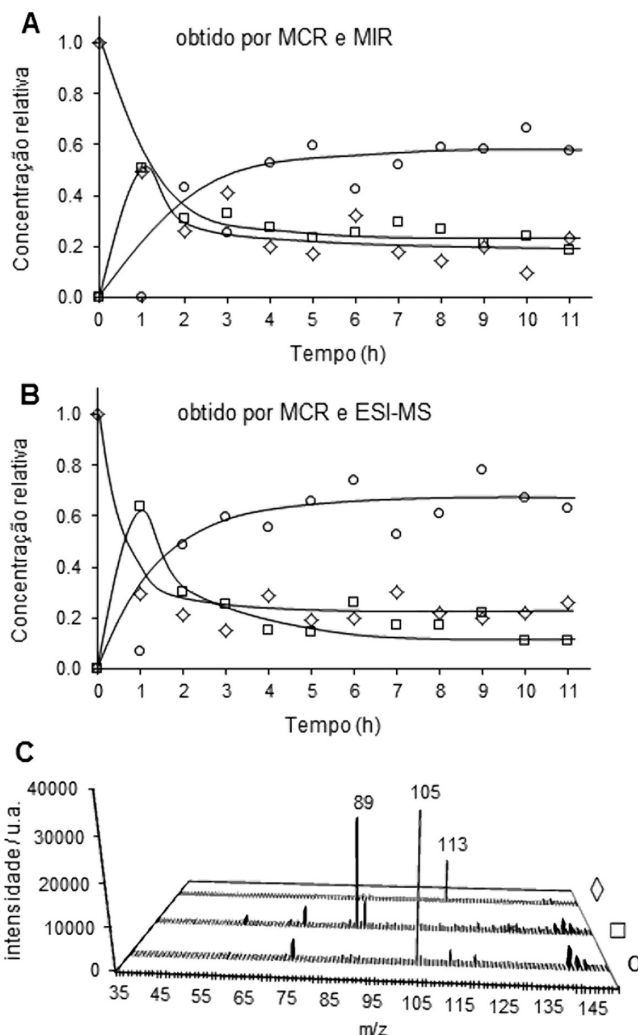 A
obtido por MCR e MIR
Concentração relativa
1.0
0.8
0.6
0.4
0.2
0.0
0 1 2 3 4 5 6 7 8 9 10 11
Tempo (h)
B
obtido por MCR e ESI-MS
Concentração relativa
1.0
0.8
0.6
0.4
0.2
0.0
0 1 2 3 4 5 6 7 8 9 10 11
Tempo (h)
C
intensidade / u.a.
40000
30000
20000
10000
0
89
105
113
35 45 55 65 75 85 95 105 115 125 135 145
m/z